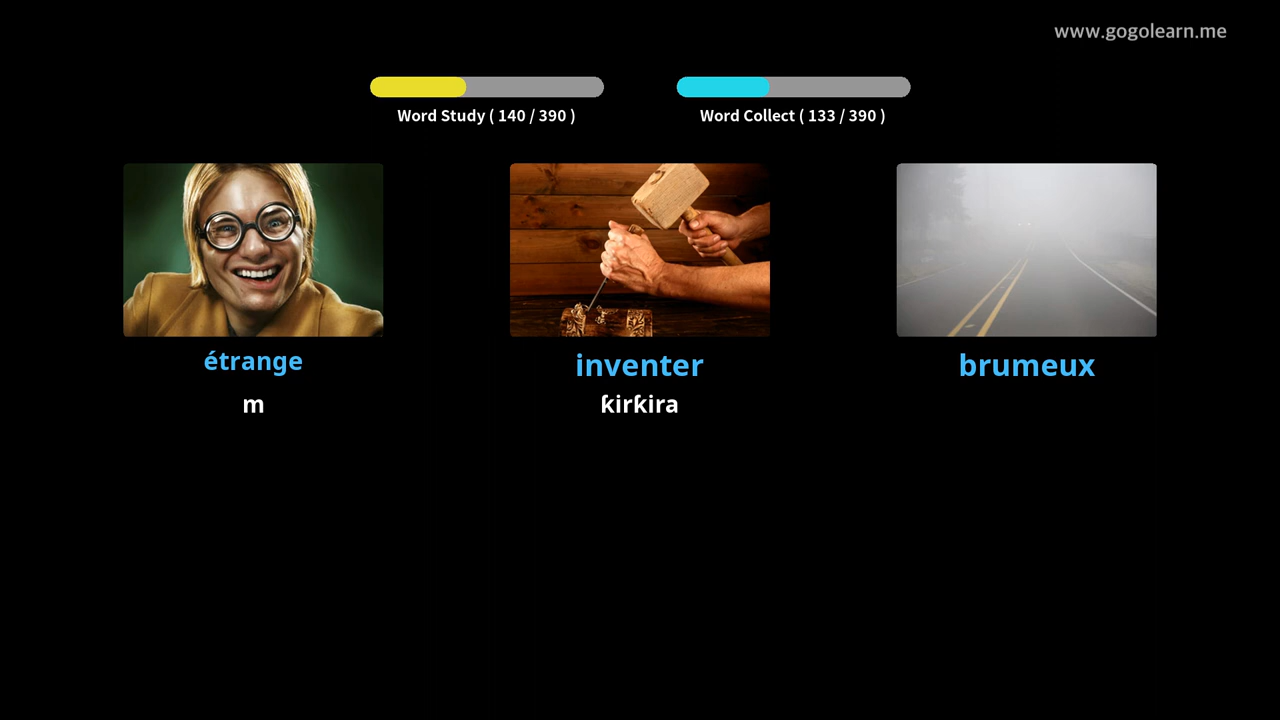 www.gogolearn.me
Word Study ( 140 / 390 )
Word Collect ( 133 / 390 )
étrange
inventer
brumeux
m
ƙirƙira